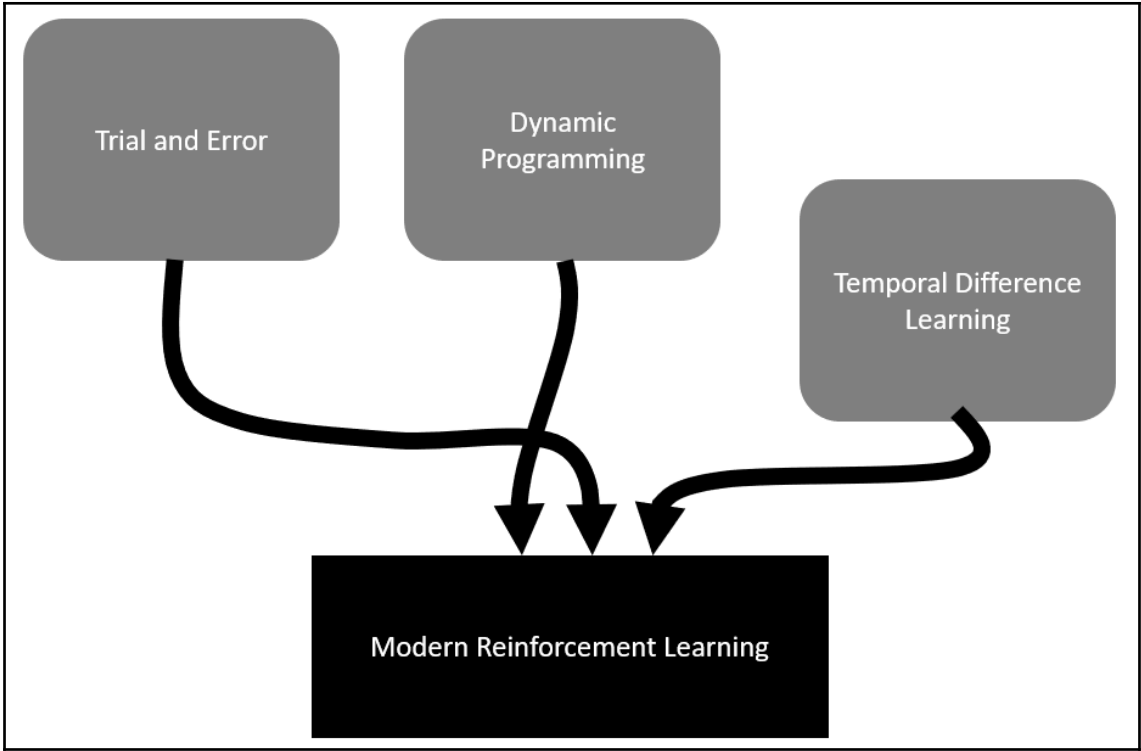 Trial and Error
Dynamic
Programming
Temporal Difference
Learning
Modern Reinforcement Learning